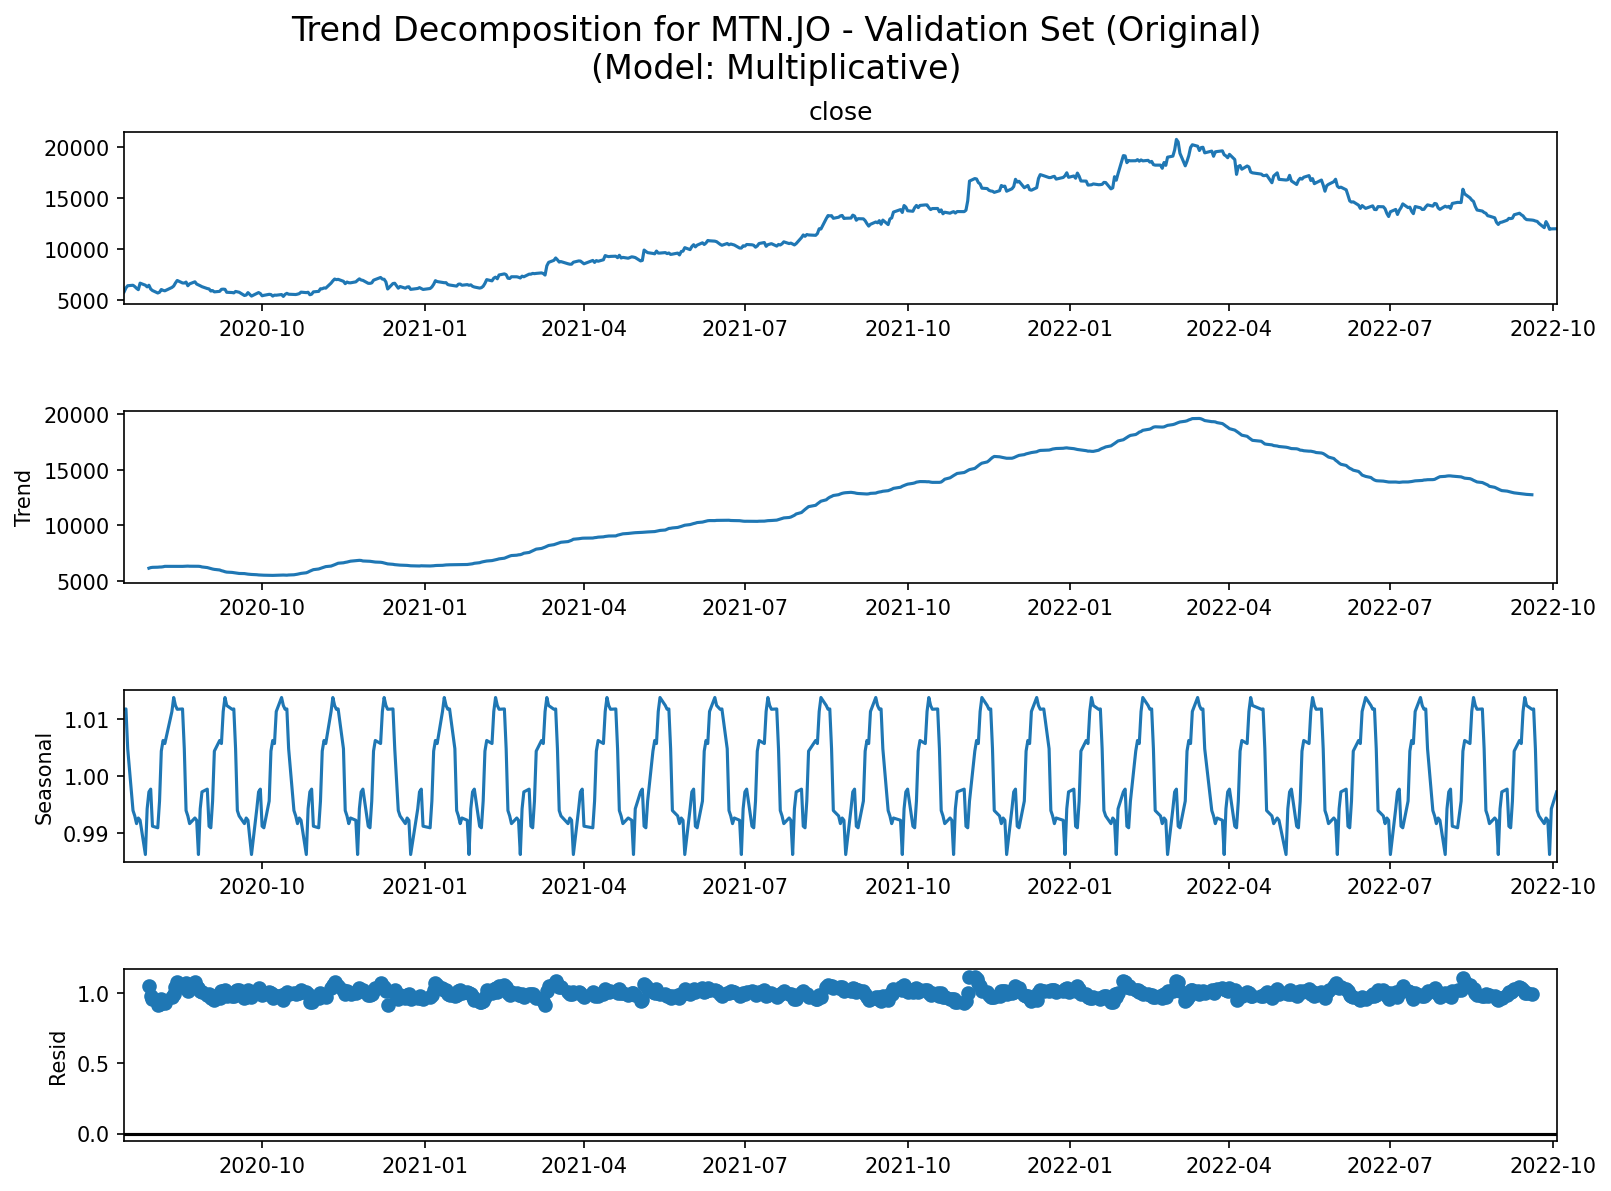 Trend Decomposition for MTN.JO - Validation Set (Original)
(Model: Multiplicative)
close
20000
15000
10000
5000
2020-10 2021-01 2021-04 2021-07 2021-10 2022-01 2022-04 2022-07 2022-10
Trend
20000
15000
10000
5000
2020-10 2021-01 2021-04 2021-07 2021-10 2022-01 2022-04 2022-07 2022-10
Seasonal
1.01
1.00
0.99
2020-10 2021-01 2021-04 2021-07 2021-10 2022-01 2022-04 2022-07 2022-10
Resid
1.0
0.5
0.0
2020-10 2021-01 2021-04 2021-07 2021-10 2022-01 2022-04 2022-07 2022-10